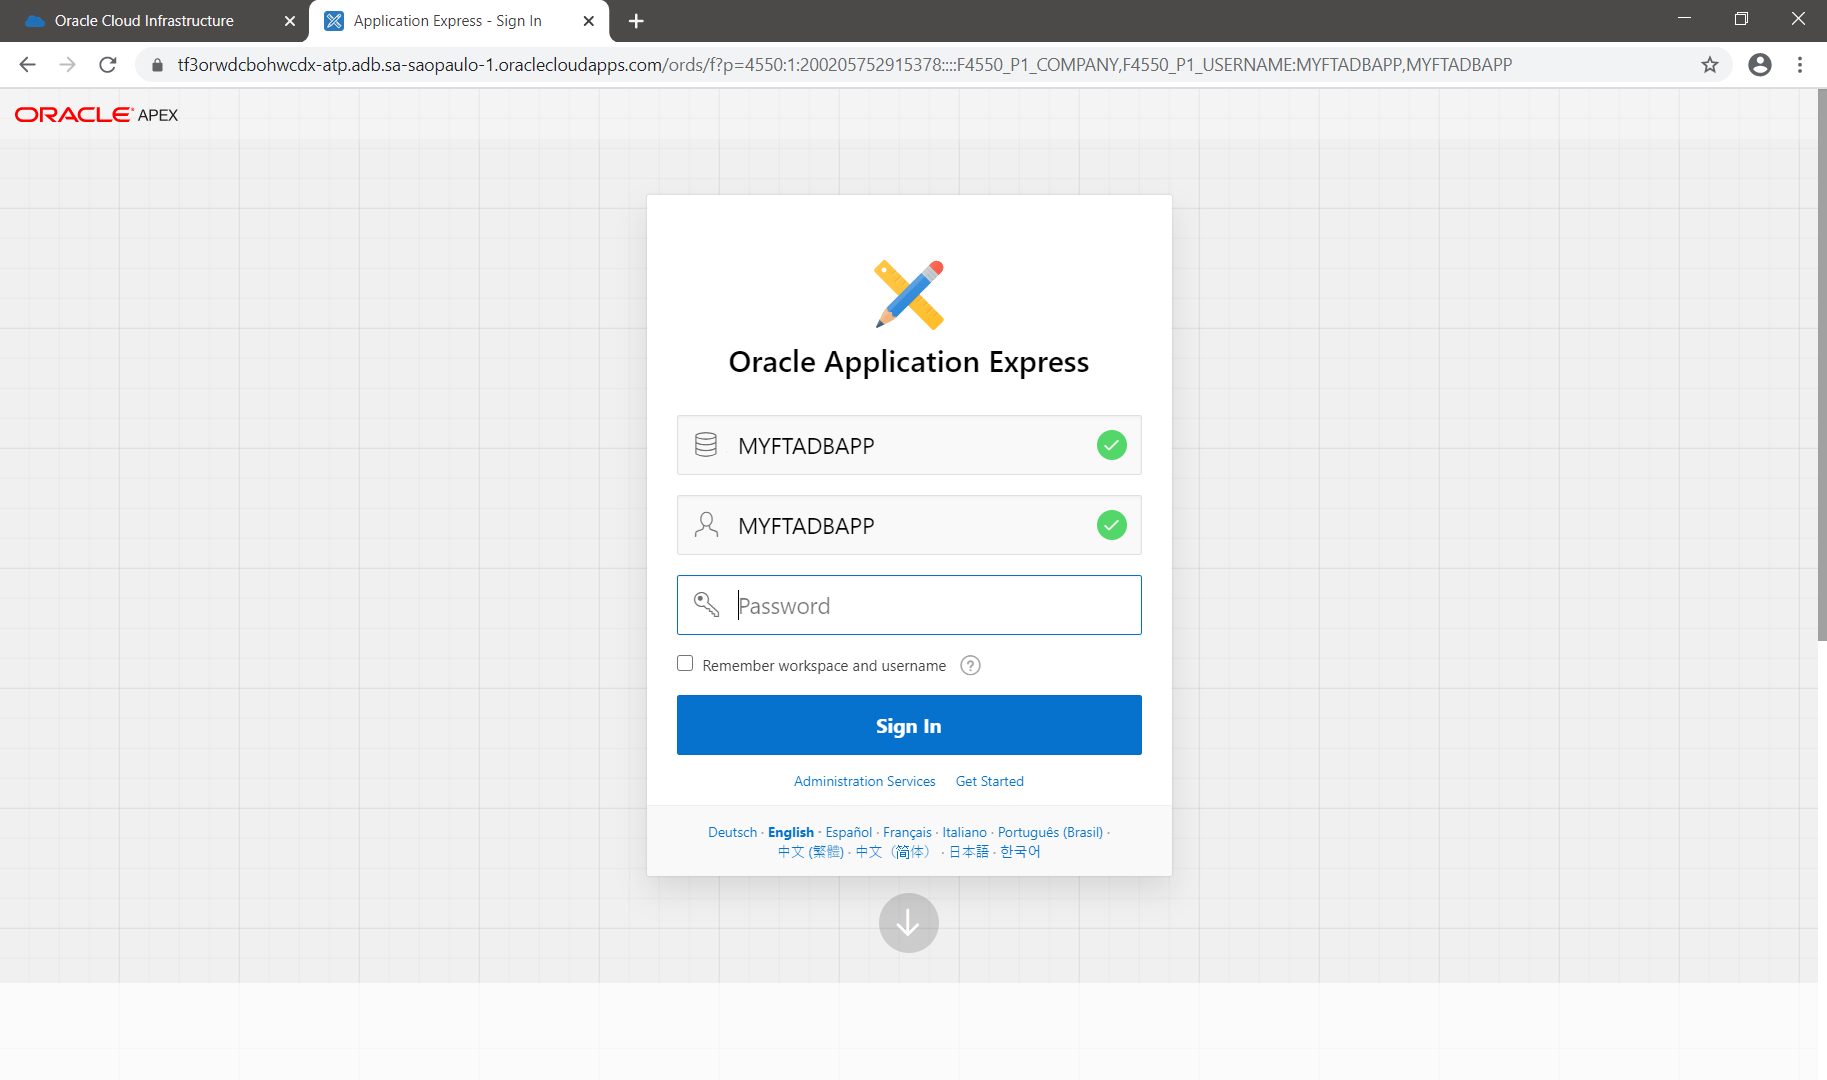 Oracle Cloud Infrastructure
Application Express - Sign In
tf3orwdcbohwcdx-atp.adb.sa-saopaulo-1.oraclecloudapps.com/ords/f?p=4550:1:200205752915378::::F4550_P1_COMPANY,F4550_P1_USERNAME:MYFTADBAPP,MYFTADBAPP
ORACLE APEX
Oracle Application Express
MYFTADBAPP
MYFTADBAPP
Password
Remember workspace and username ?
Sign In
Administration Services Get Started
Deutsch · English · Español · Français · Italiano · Português (Brasil) ·
中文 (繁體) · 中文（简体） · 日本語 · 한국어